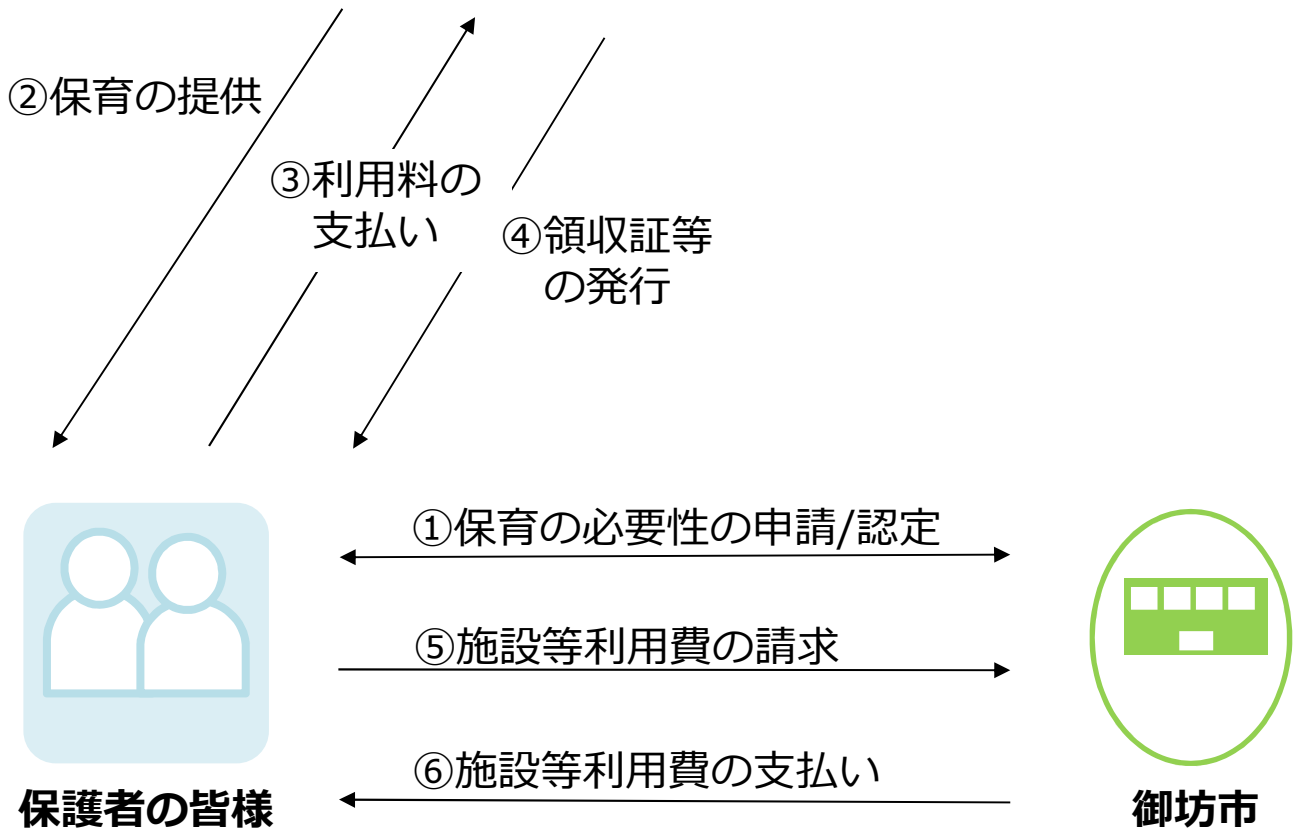 ②保育の提供
③利用料の
支払い
④領収証等
の発行
①保育の必要性の申請/認定
⑤施設等利用費の請求
⑥施設等利用費の支払い
保護者の皆様
御坊市